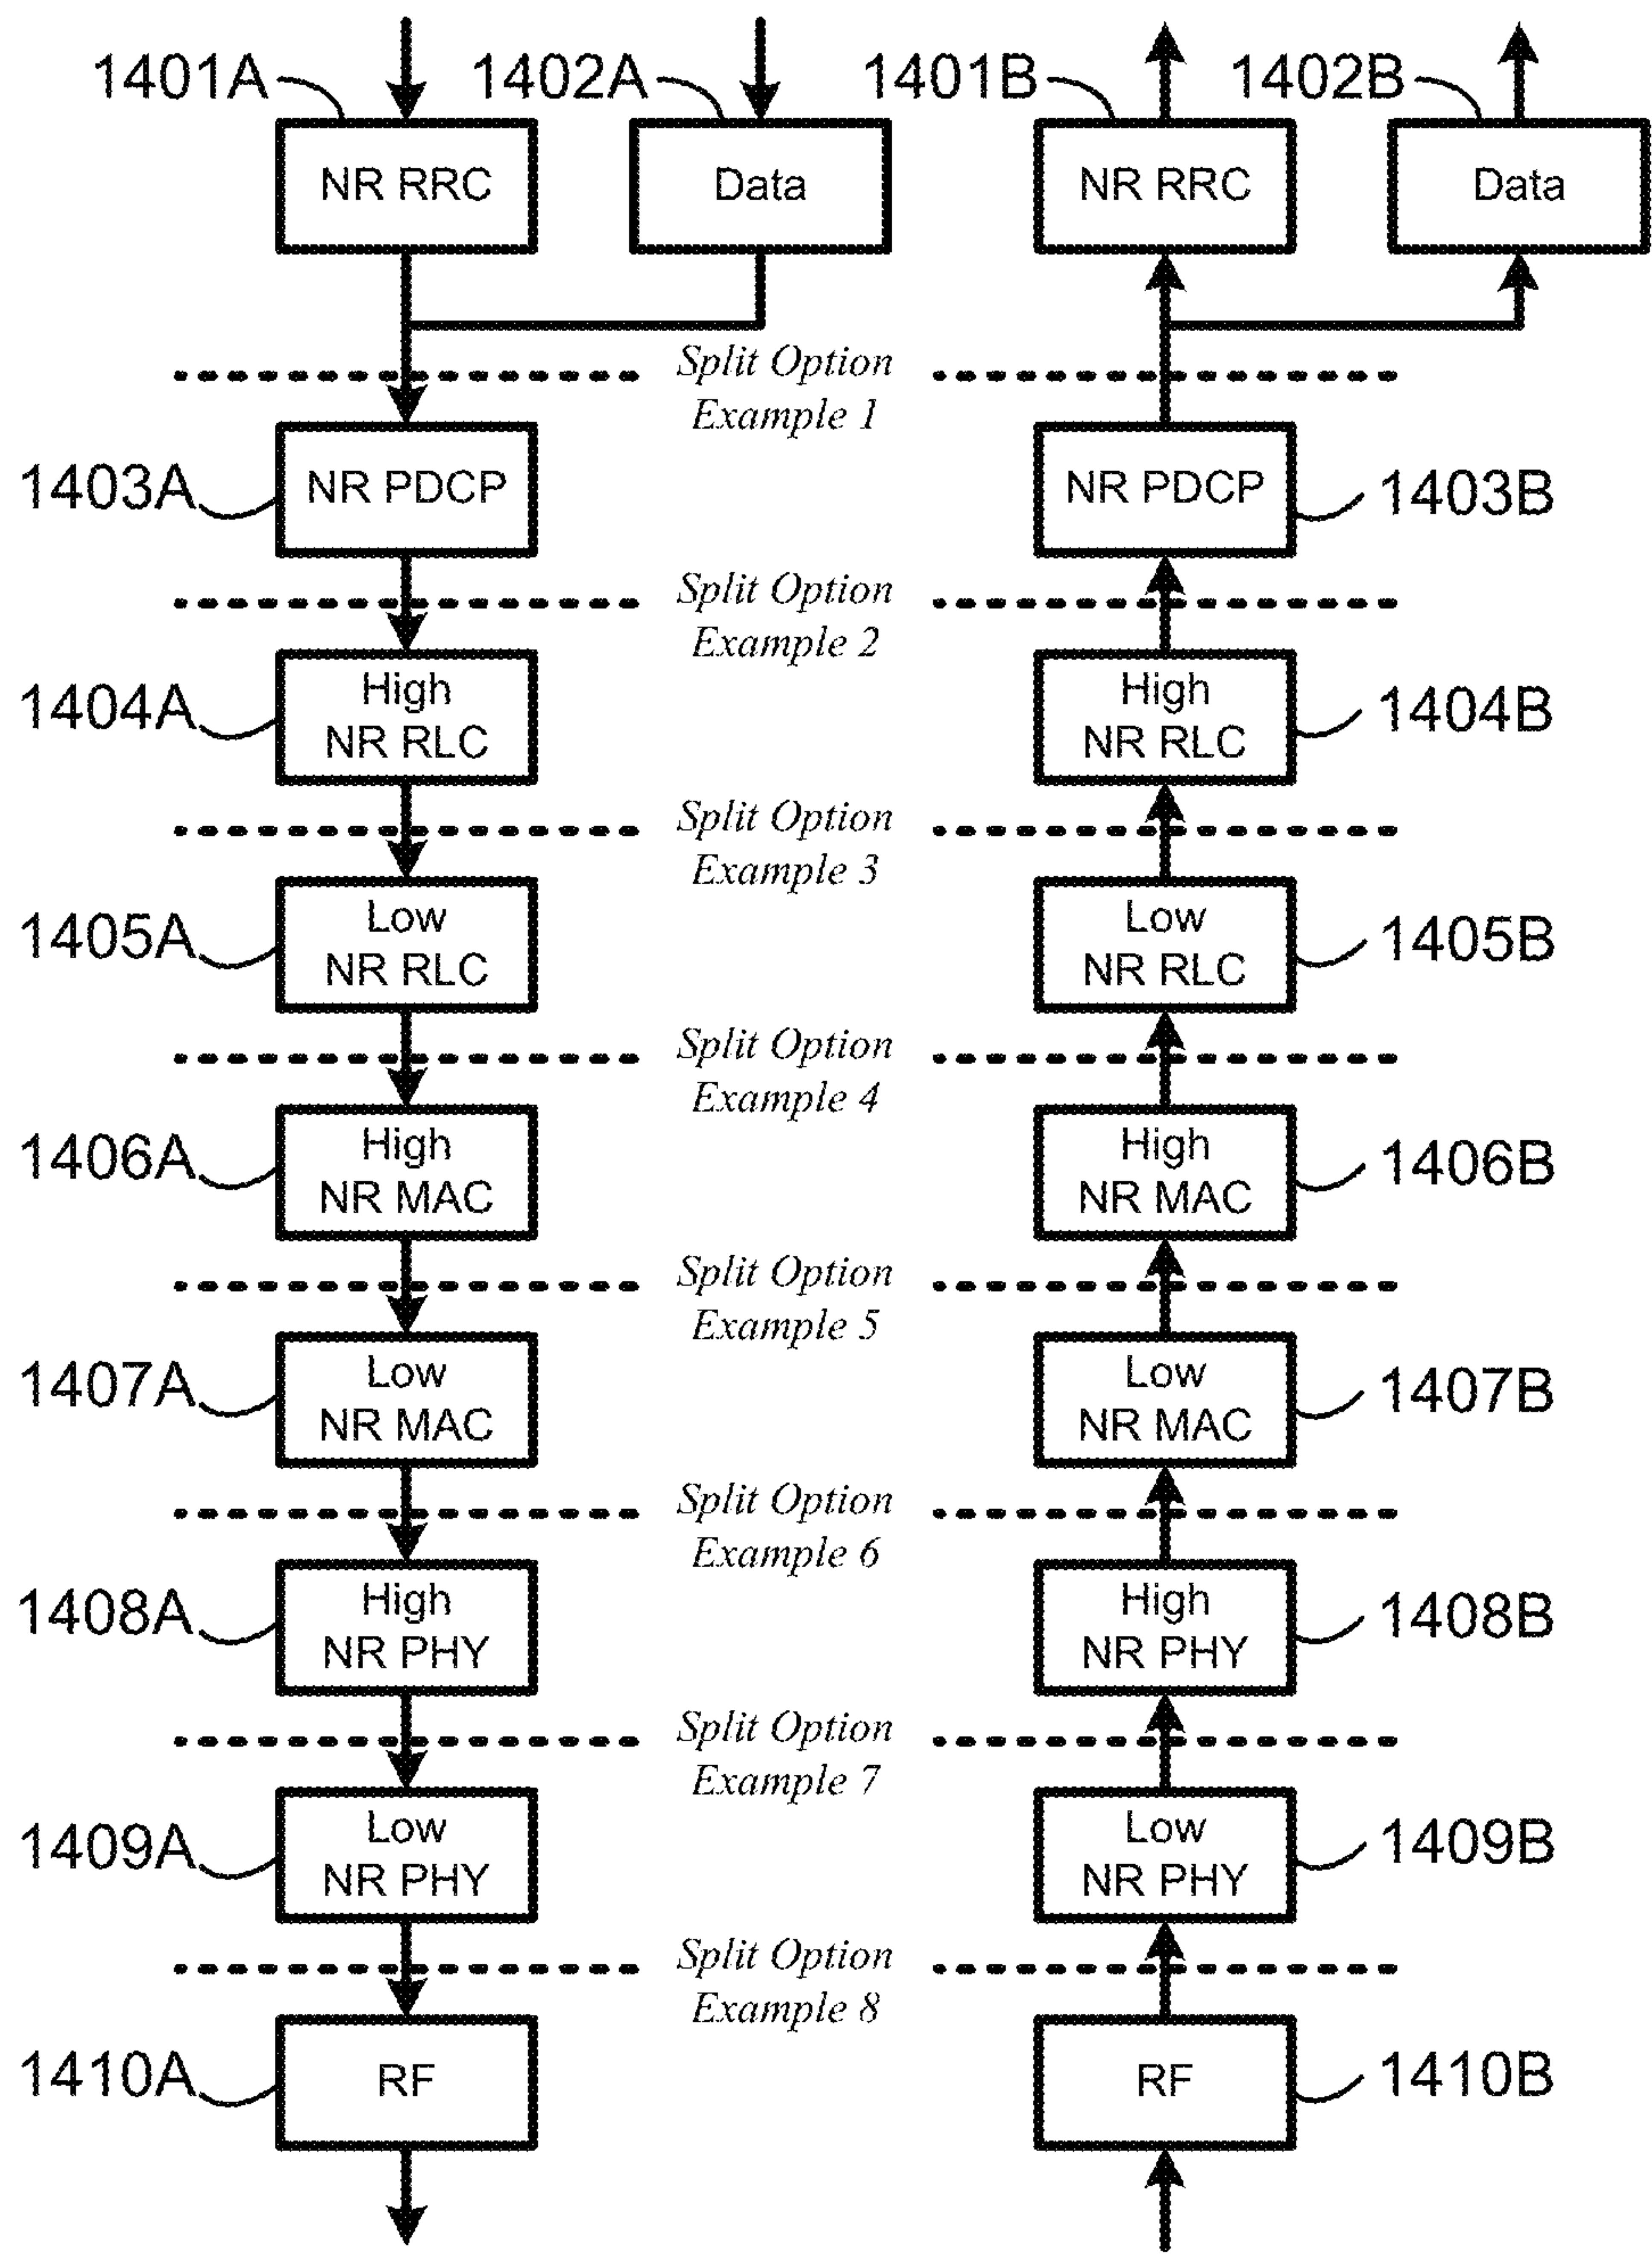 1401A 1402A 1401B 1402B
NR RRC Data NR RRC Data
Split Option
Example 1
1403A NR PDCP NR PDCP 1403B
Split Option
Example 2
1404A High NR RLC High NR RLC 1404B
Split Option
Example 3
1405A Low NR RLC Low NR RLC 1405B
Split Option
Example 4
1406A High NR MAC High NR MAC 1406B
Split Option
Example 5
1407A Low NR MAC Low NR MAC 1407B
Split Option
Example 6
1408A High NR PHY High NR PHY 1408B
Split Option
Example 7
1409A Low NR PHY Low NR PHY 1409B
Split Option
Example 8
1410A RF RF 1410B